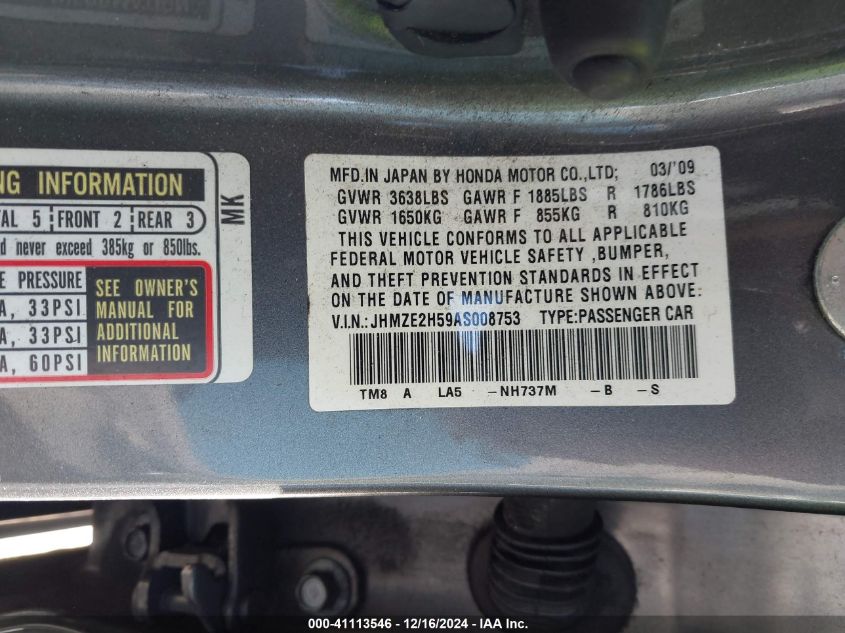 NG INFORMATION
TAL 5 FRONT 2 REAR 3
d never exceed 385kg or 850lbs.
E PRESSURE
A, 33PSI
A, 33PSI
A, 60PSI
SEE OWNER'S
MANUAL FOR
ADDITIONAL
INFORMATION
MK
MFD.IN JAPAN BY HONDA MOTOR CO.,LTD; 03/'09
GVWR 3638LBS GAWR F 1885LBS R 1786LBS
GVWR 1650KG GAWR F 855KG R 810KG
THIS VEHICLE CONFORMS TO ALL APPLICABLE
FEDERAL MOTOR VEHICLE SAFETY ,BUMPER,
AND THEFT PREVENTION STANDARDS IN EFFECT
ON THE DATE OF MANUFACTURE SHOWN ABOVE:
V.I.N.: JHMZE2H59AS008753 TYPE:PASSENGER CAR
TM8 A LA5 -NH737M -B -S
000-41113546 - 12/16/2024 - IAA Inc.